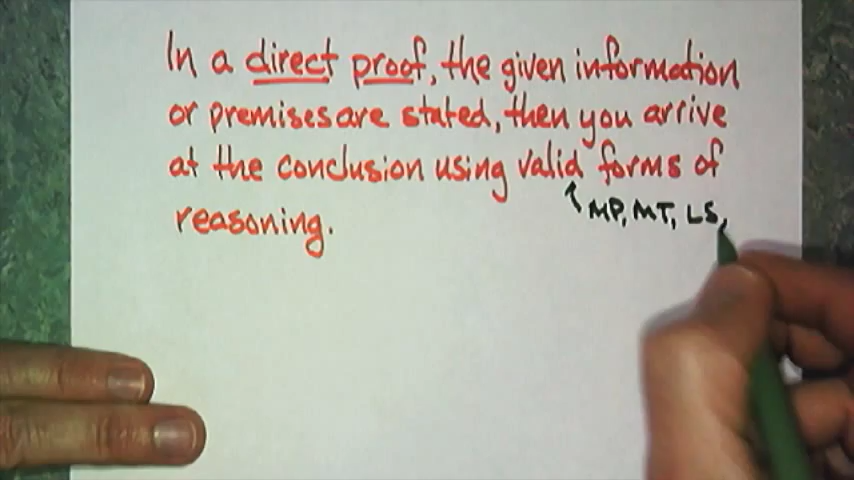 In a direct proof, the given information
or premises are stated, then you arrive
at the conclusion using valid forms of
reasoning.
MP, MT, LS,